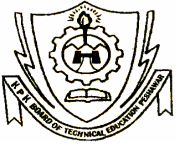 K P K BOARD OF TECHNICAL EDUCATION PESHAWAR